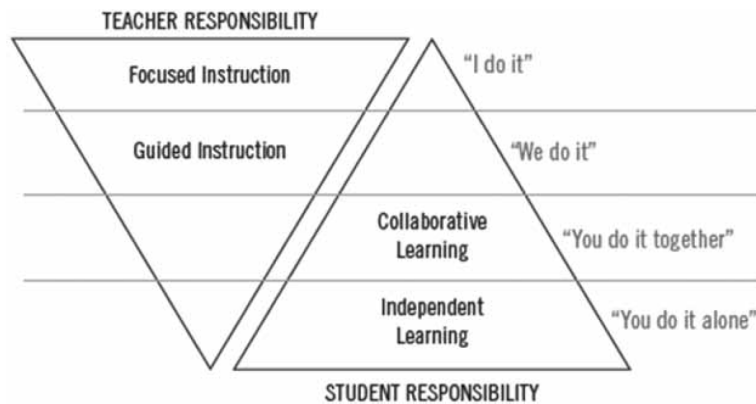 TEACHER RESPONSIBILITY
Focused Instruction
“I do it”
Guided Instruction
“We do it”
Collaborative
Learning
“You do it together”
Independent
Learning
“You do it alone”
STUDENT RESPONSIBILITY